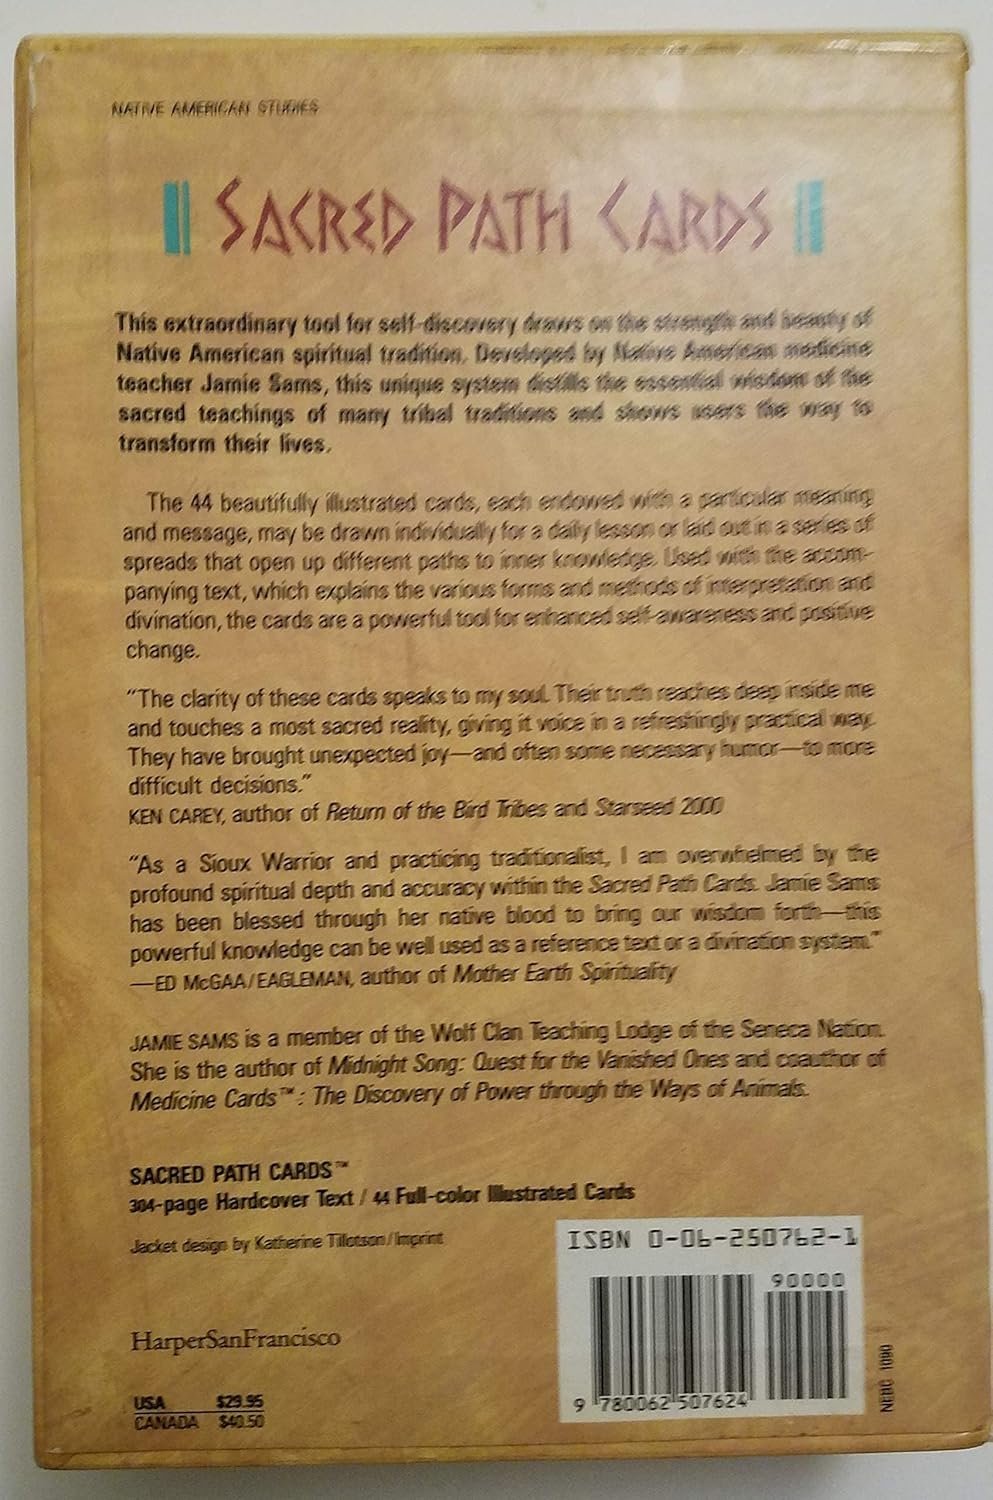 NATIVE AMERICAN STUDIES
SACRED PATH CARDS
This extraordinary tool for self-discovery draws on the strength and beauty of
Native American spiritual tradition. Developed by Native American medicine
teacher Jamie Sams, this unique system distills the essential wisdom of the
sacred teachings of many tribal traditions and shows users the way to
transform their lives.
The 44 beautifully illustrated cards, each endowed with a particular meaning
and message, may be drawn individually for a daily lesson or laid out in a series of
spreads that open up different paths to inner knowledge. Used with the accom-
panying text, which explains the various forms and methods of interpretation and
divination, the cards are a powerful tool for enhanced self-awareness and positive
change.
"The clarity of these cards speaks to my soul. Their truth reaches deep inside me
and touches a most sacred reality, giving it voice in a refreshingly practical way.
They have brought unexpected joy—and often some necessary humor—to more
difficult decisions."
KEN CAREY, author of Return of the Bird Tribes and Starseed 2000
"As a Sioux Warrior and practicing traditionalist, I am overwhelmed by the
profound spiritual depth and accuracy within the Sacred Path Cards. Jamie Sams
has been blessed through her native blood to bring our wisdom forth—this
powerful knowledge can be well used as a reference text or a divination system."
—ED McGAA/EAGLEMAN, author of Mother Earth Spirituality
JAMIE SAMS is a member of the Wolf Clan Teaching Lodge of the Seneca Nation.
She is the author of Midnight Song: Quest for the Vanished Ones and coauthor of
Medicine Cards™: The Discovery of Power through the Ways of Animals.
SACRED PATH CARDS™
304-page Hardcover Text / 44 Full-color Illustrated Cards
Jacket design by Katherine Tillotson/Imprint
ISBN 0-06-250762-1
90000
9 780062 507624
HarperSanFrancisco
NEBC 1090
USA $29.95
CANADA $40.50